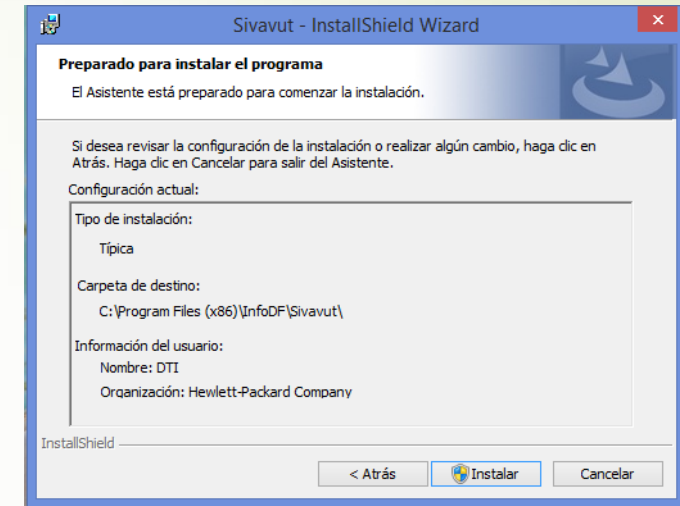 Sivavut - InstallShield Wizard
Preparado para instalar el programa
El Asistente está preparado para comenzar la instalación.
Si desea revisar la configuración de la instalación o realizar algún cambio, haga clic en
Atrás. Haga clic en Cancelar para salir del Asistente.
Configuración actual:
Tipo de instalación:
Típica
Carpeta de destino:
C:\Program Files (x86)\InfoDF\Sivavut\
Información del usuario:
Nombre: DTI
Organización: Hewlett-Packard Company
InstallShield
< Atrás Instalar Cancelar